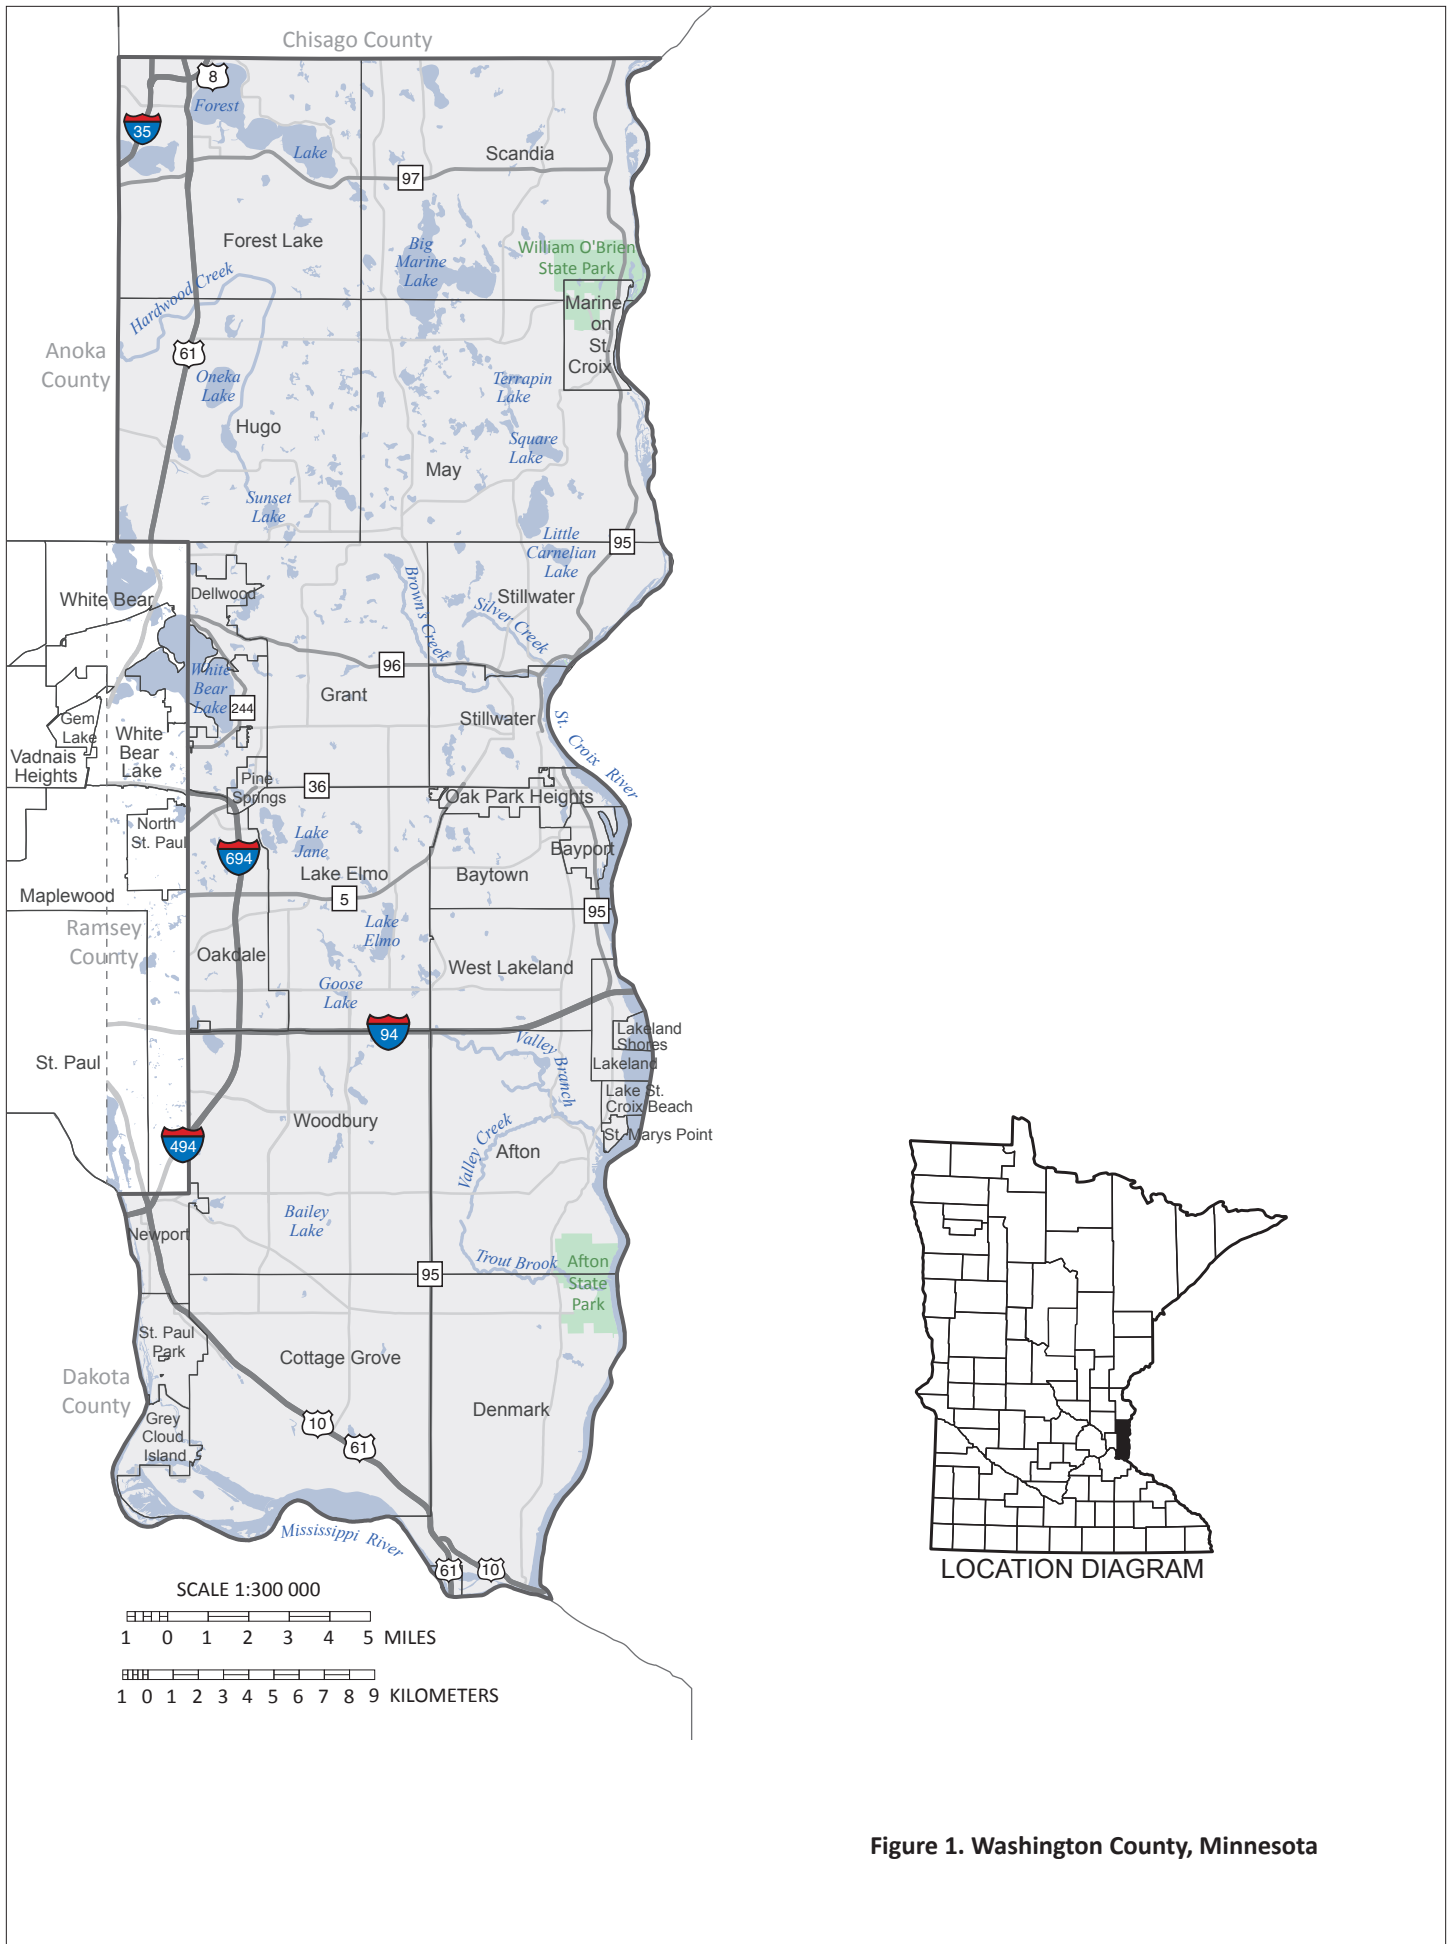 Chisago County
8
Forest
35
Lake
Scandia
97
Forest Lake
Big
Marine
Lake
William O'Brien
State Park
Hardwood Creek
Marine
on
St.
Croix
Anoka
County
61
Oneka
Lake
Terrapin
Lake
Hugo
Square
Lake
May
Sunset
Lake
Little
Carnelian
Lake
95
White Bear
Dellwood
Brown's Creek
Stillwater
Silver Creek
96
White
Bear
Lake
Grant
244
Gem
Lake
White
Bear
Lake
Vadnais
Heights
Stillwater
St. Croix River
Pine
Springs
36
Oak Park Heights
North
St. Paul
694
Lake
Jane
Bayport
Lake Elmo
Baytown
Maplewood
5
95
Ramsey
County
Lake
Elmo
Oakdale
West Lakeland
Goose
Lake
94
Lakeland
Shores
Valley Branch
St. Paul
Lakeland
Lake St.
Croix Beach
Woodbury
St. Marys Point
494
Valley Creek
Afton
Bailey
Lake
Newport
Trout Brook
Afton
State
Park
95
St. Paul
Park
Cottage Grove
Dakota
County
Denmark
Grey
Cloud
Island
10
61
Mississippi River
61
10
SCALE 1:300 000
1 0 1 2 3 4 5 MILES
1 0 1 2 3 4 5 6 7 8 9 KILOMETERS
LOCATION DIAGRAM
Figure 1. Washington County, Minnesota